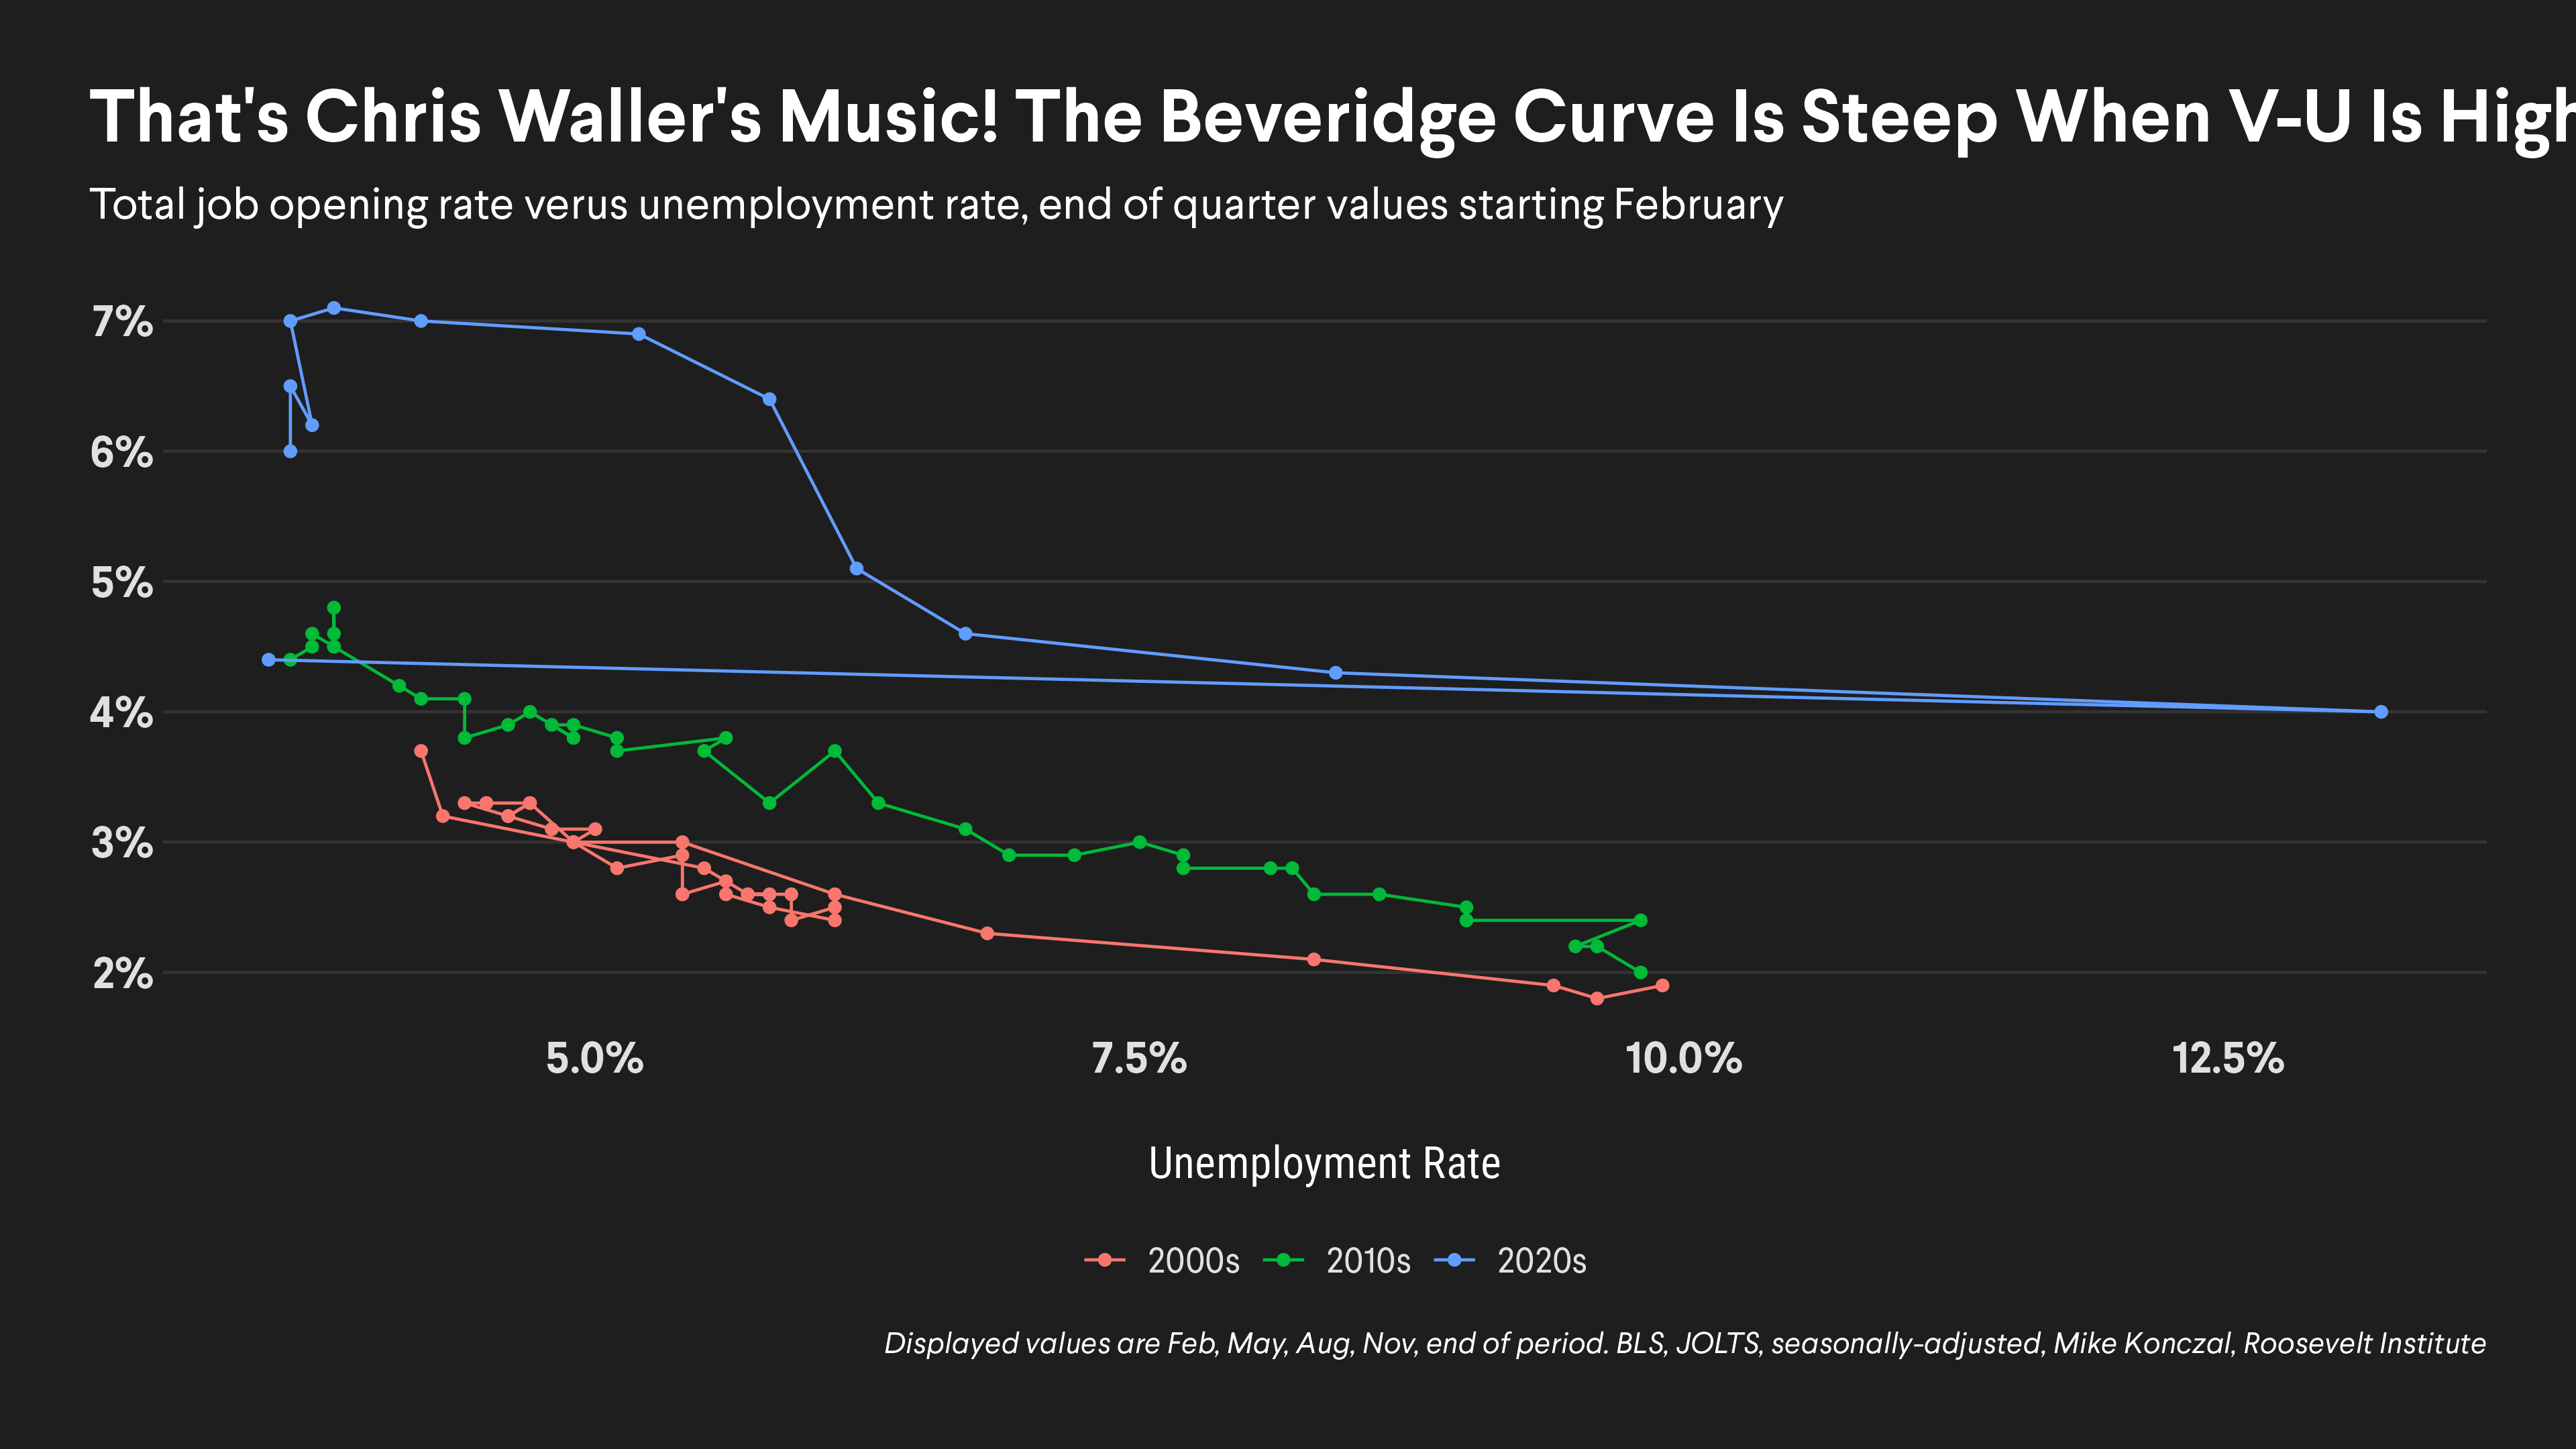 That's Chris Waller's Music! The Beveridge Curve Is Steep When V-U Is High
Total job opening rate verus unemployment rate, end of quarter values starting February
7%
6%
5%
4%
3%
2%
5.0% 7.5% 10.0% 12.5%
Unemployment Rate
2000s 2010s 2020s
Displayed values are Feb, May, Aug, Nov, end of period. BLS, JOLTS, seasonally-adjusted, Mike Konczal, Roosevelt Institute